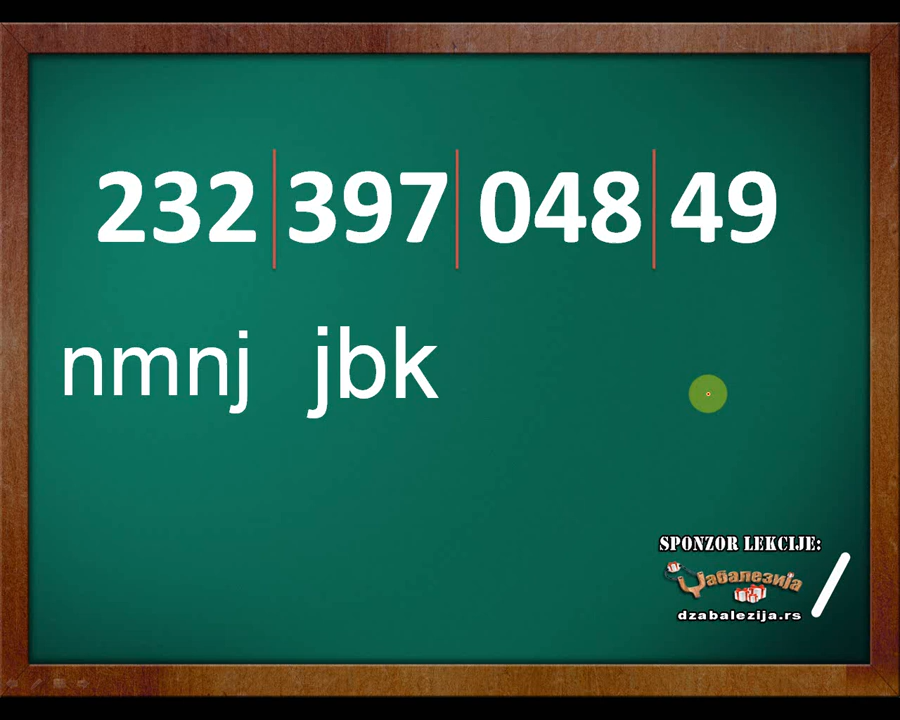 232 397 048 49
nmnj jbk
SPONZOR LEKCIJE:
Џабалезија
dzabalezija.rs